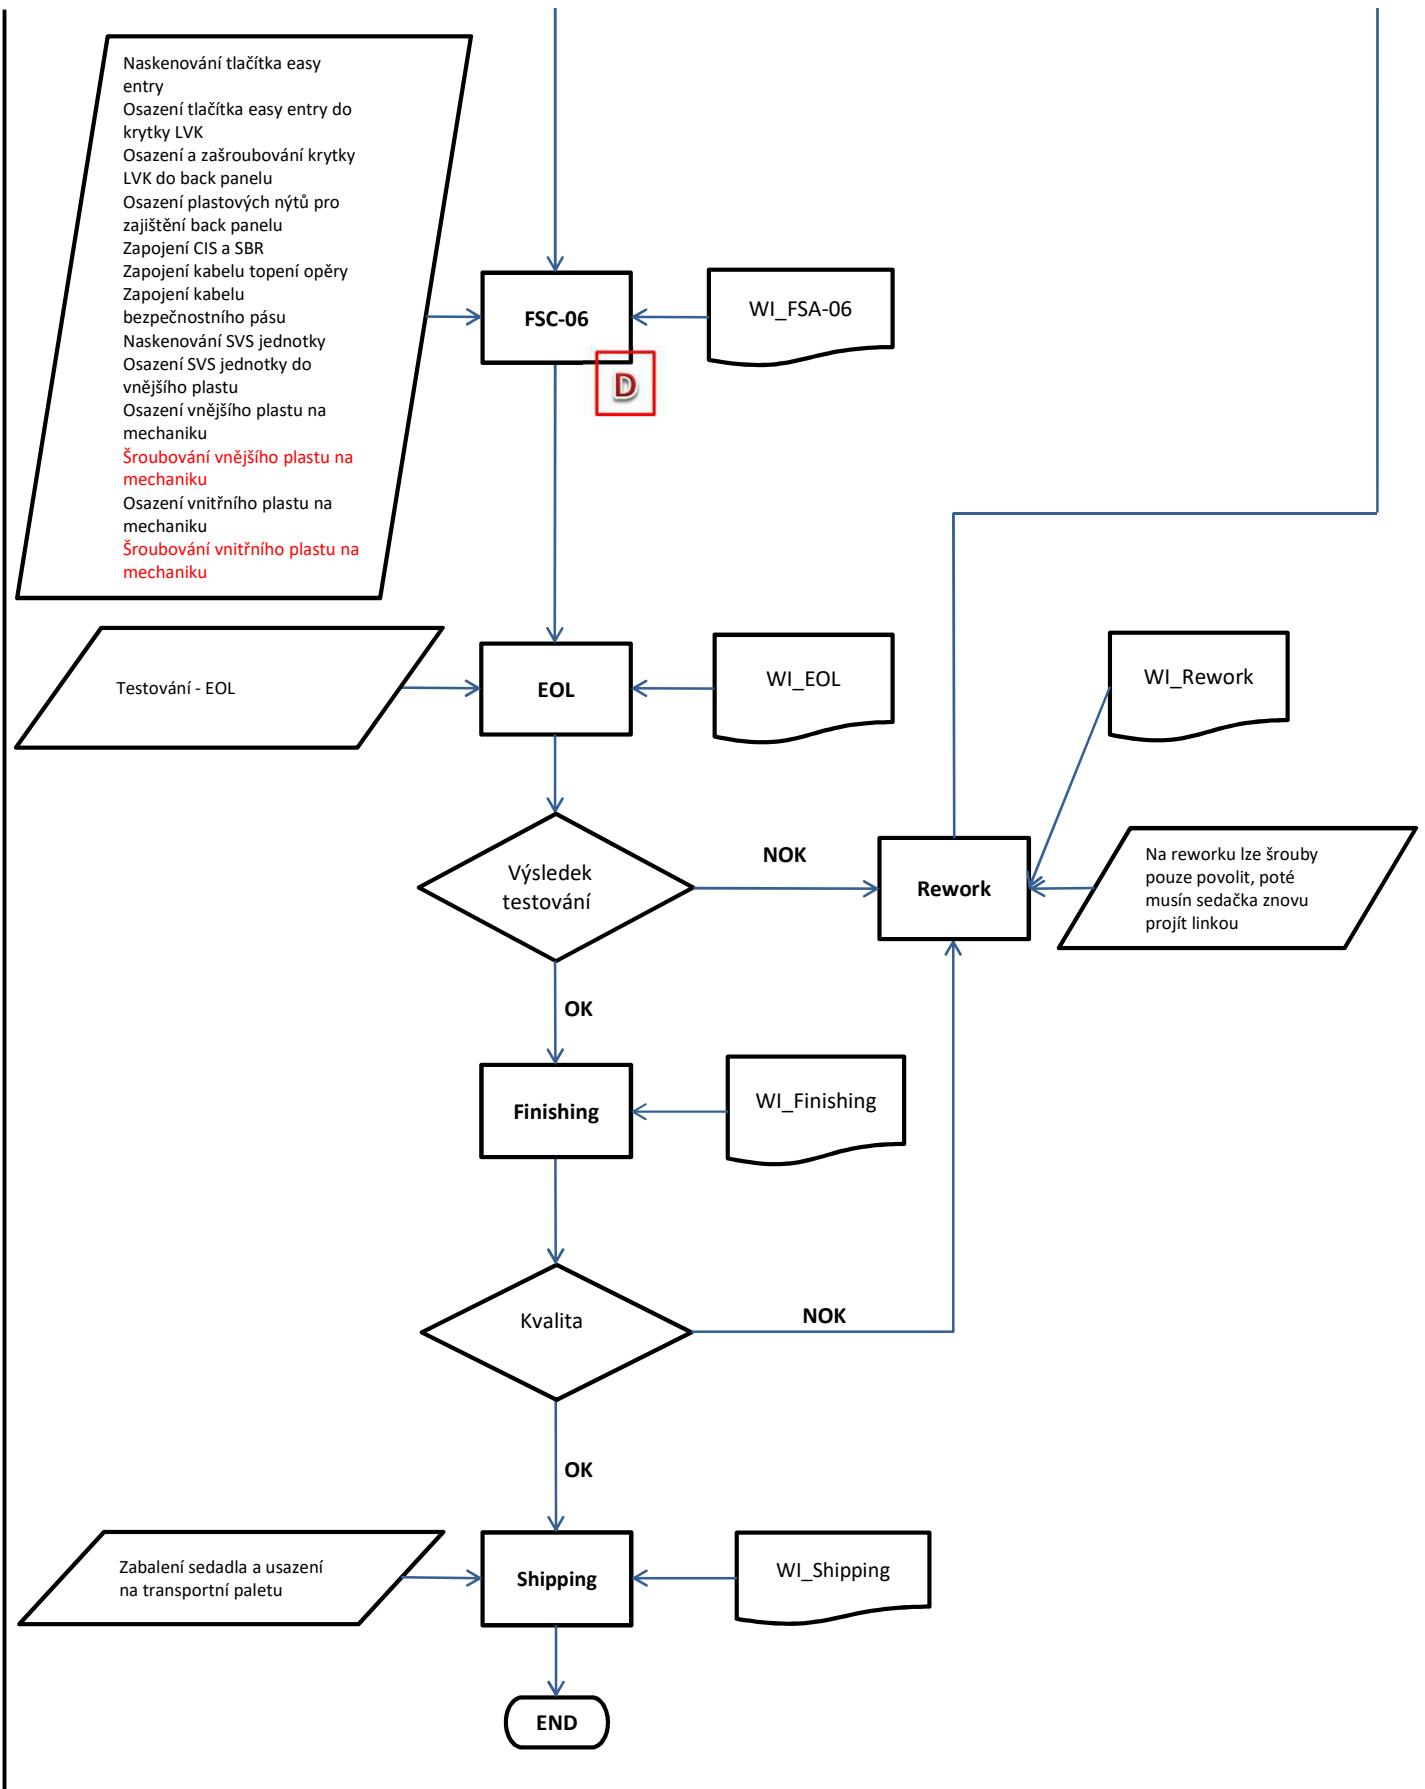 Naskenování tlačítka easy
entry
Osazení tlačítka easy entry do
krytky LVK
Osazení a zašroubování krytky
LVK do back panelu
Osazení plastových nýtů pro
zajištění back panelu
Zapojení CIS a SBR
Zapojení kabelu topení opěry
Zapojení kabelu
bezpečnostního pásu
Naskenování SVS jednotky
Osazení SVS jednotky do
vnějšího plastu
Osazení vnějšího plastu na
mechaniku
Šroubování vnějšího plastu na
mechaniku
Osazení vnitřního plastu na
mechaniku
Šroubování vnitřního plastu na
mechaniku
FSC-06
WI_FSA-06
D
Testování - EOL
EOL
WI_EOL
WI_Rework
Výsledek
testování
NOK
Rework
Na reworku lze šrouby
pouze povolit, poté
musín sedačka znovu
projít linkou
OK
Finishing
WI_Finishing
Kvalita
NOK
OK
Zabalení sedadla a usazení
na transportní paletu
Shipping
WI_Shipping
END